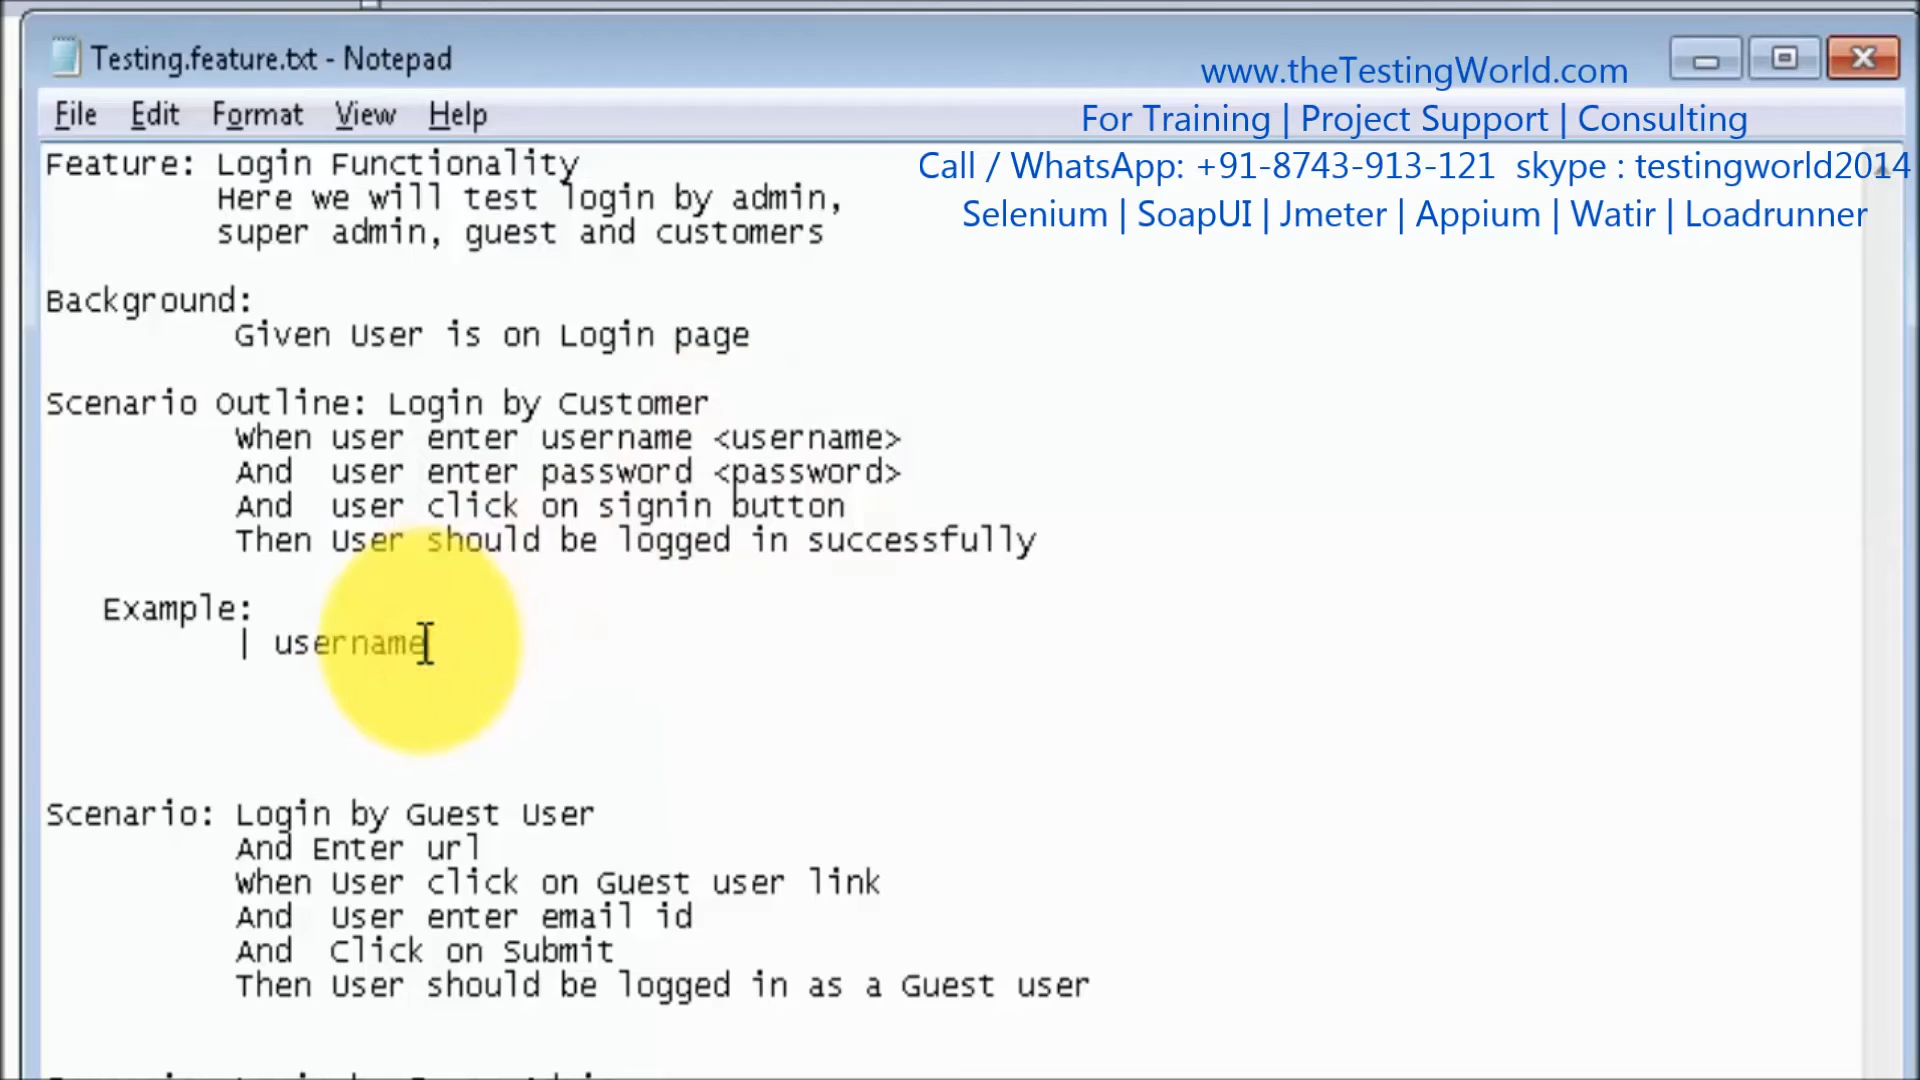 Testing.feature.txt - Notepad
www.theTestingWorld.com
File Edit Format View Help
For Training | Project Support | Consulting
Call / WhatsApp: +91-8743-913-121 skype : testingworld2014
Selenium | SoapUI | Jmeter | Appium | Watir | Loadrunner
Feature: Login Functionality
Here we will test login by admin,
super admin, guest and customers
Background:
Given User is on Login page
Scenario Outline: Login by Customer
When user enter username <username>
And user enter password <password>
And user click on signin button
Then User should be logged in successfully
Example:
| username
Scenario: Login by Guest User
And Enter url
When User click on Guest user link
And User enter email id
And Click on Submit
Then User should be logged in as a Guest user